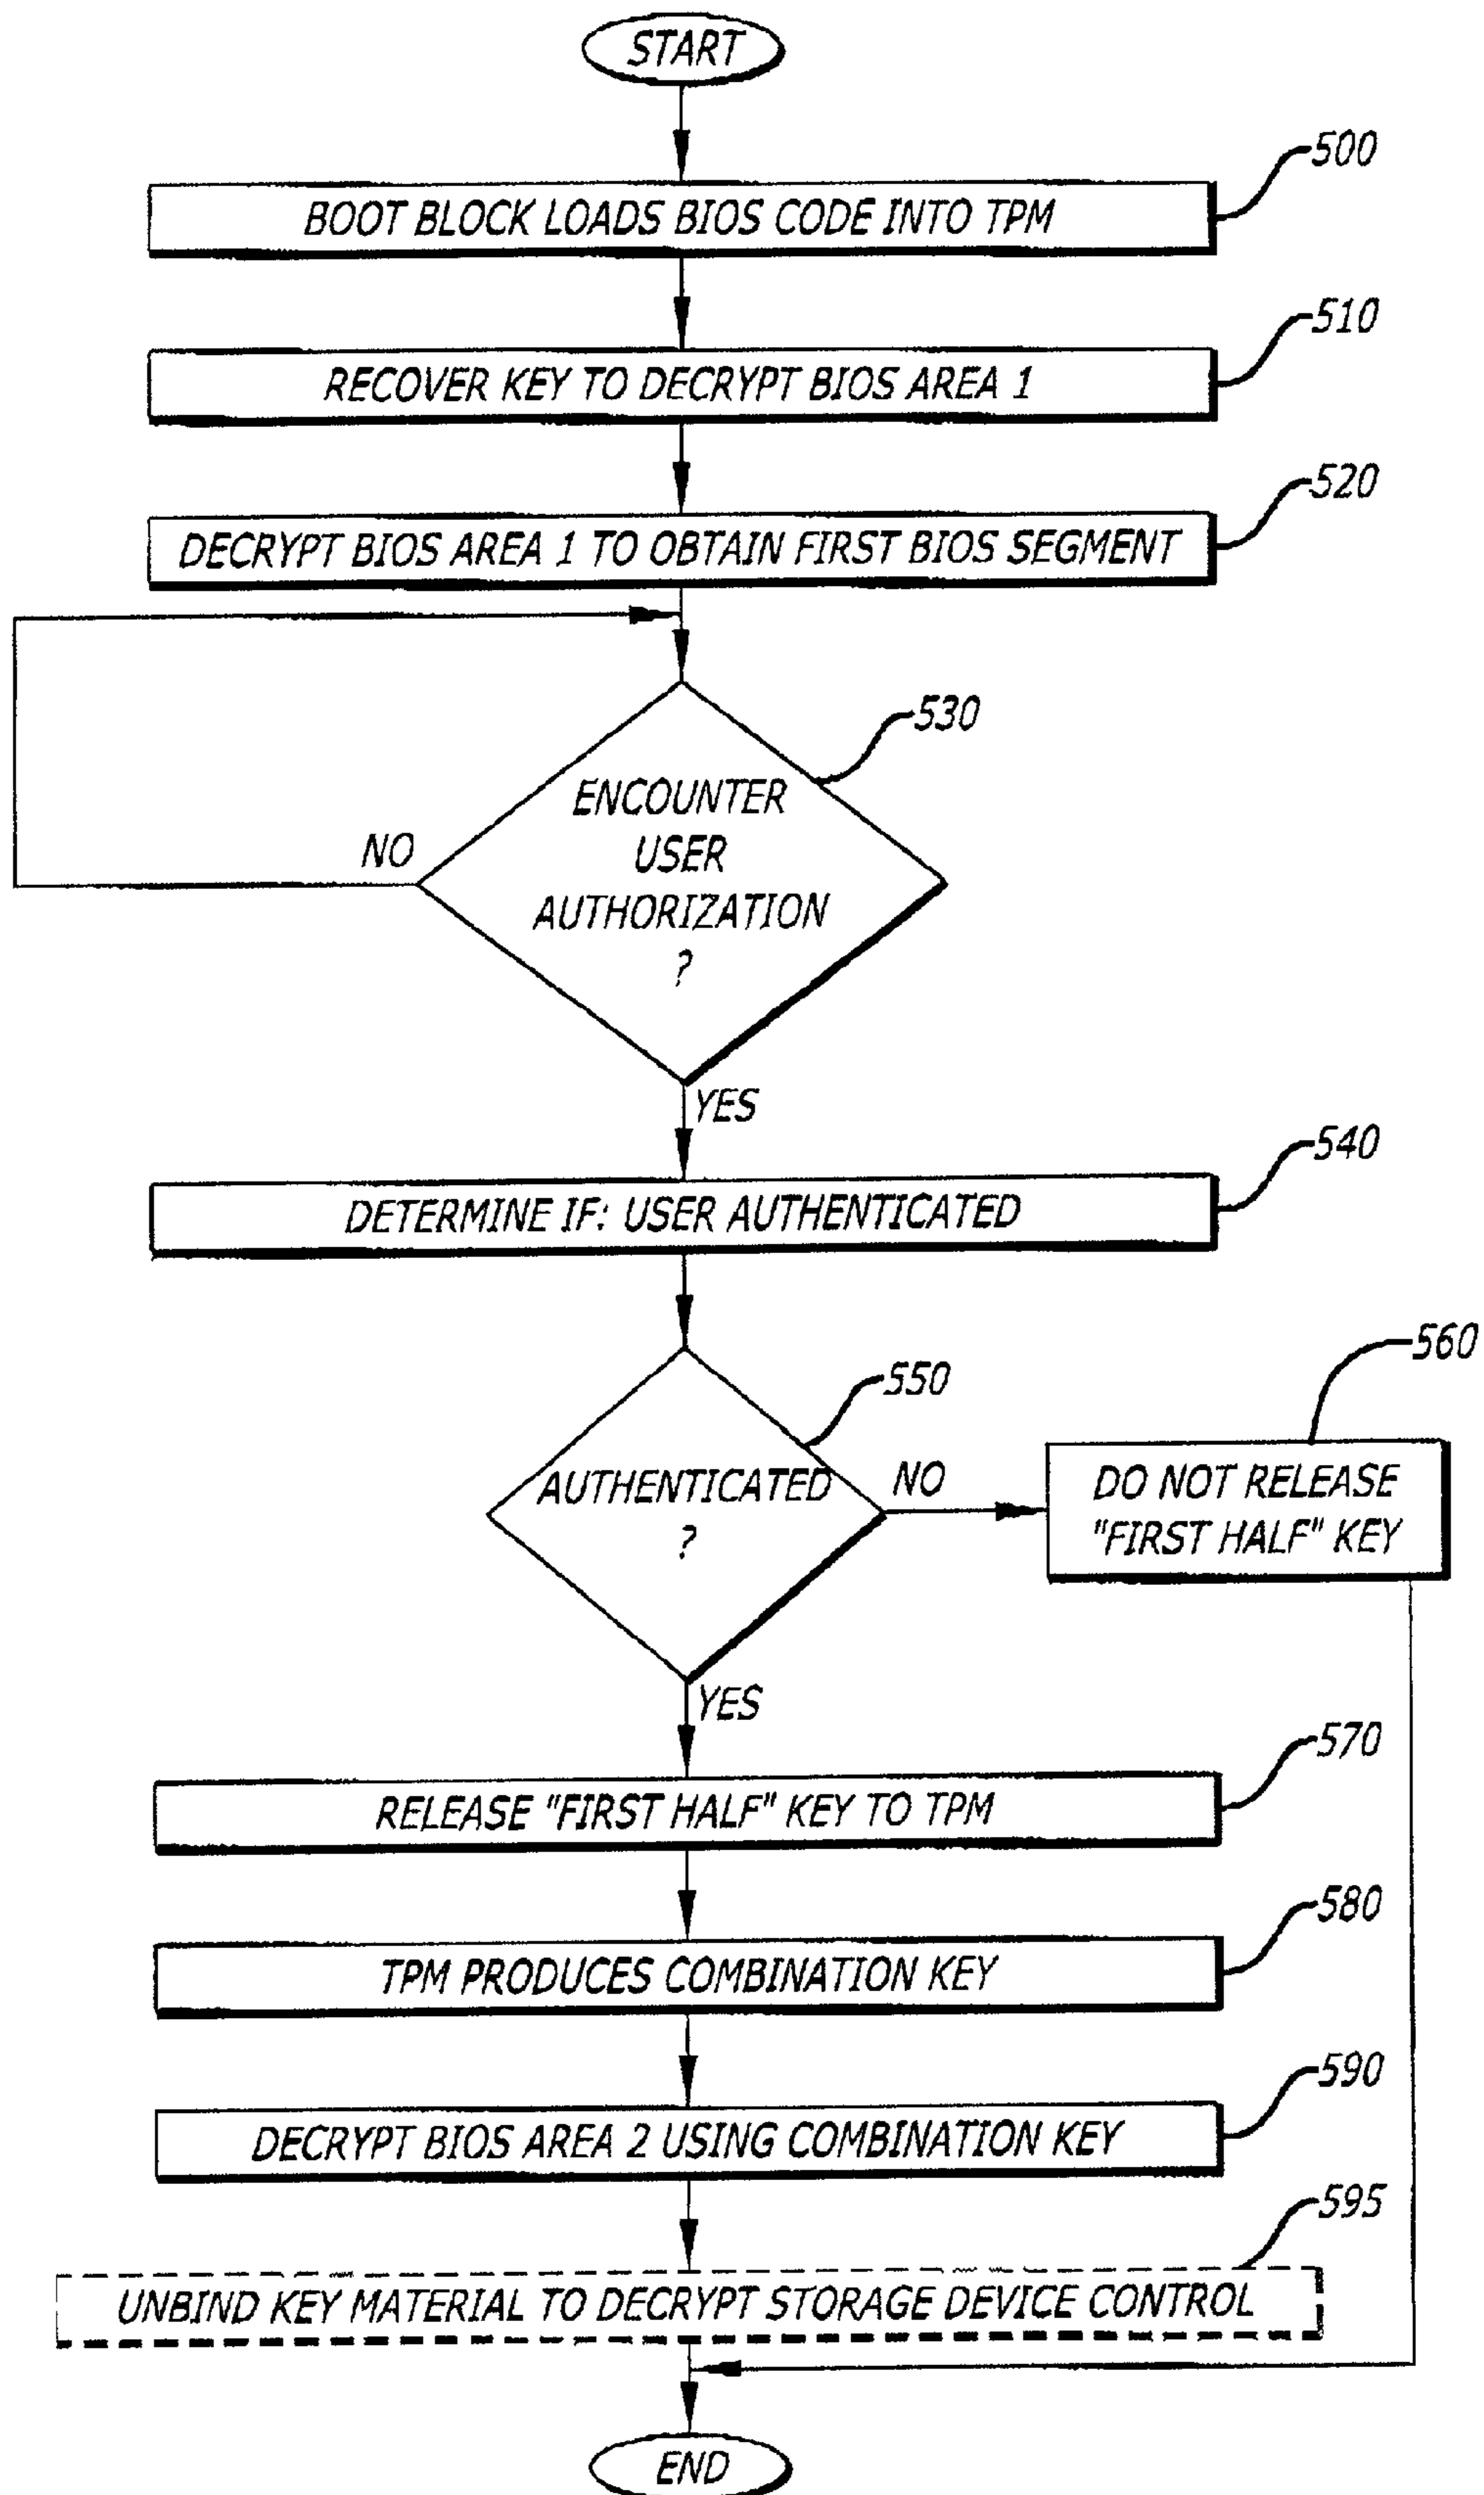 START
500
BOOT BLOCK LOADS BIOS CODE INTO TPM
510
RECOVER KEY TO DECRYPT BIOS AREA 1
520
DECRYPT BIOS AREA 1 TO OBTAIN FIRST BIOS SEGMENT
530
ENCOUNTER
USER
AUTHORIZATION
?
NO
YES
540
DETERMINE IF: USER AUTHENTICATED
550
AUTHENTICATED
?
NO
560
DO NOT RELEASE
"FIRST HALF" KEY
YES
570
RELEASE "FIRST HALF" KEY TO TPM
580
TPM PRODUCES COMBINATION KEY
590
DECRYPT BIOS AREA 2 USING COMBINATION KEY
595
UNBIND KEY MATERIAL TO DECRYPT STORAGE DEVICE CONTROL
END